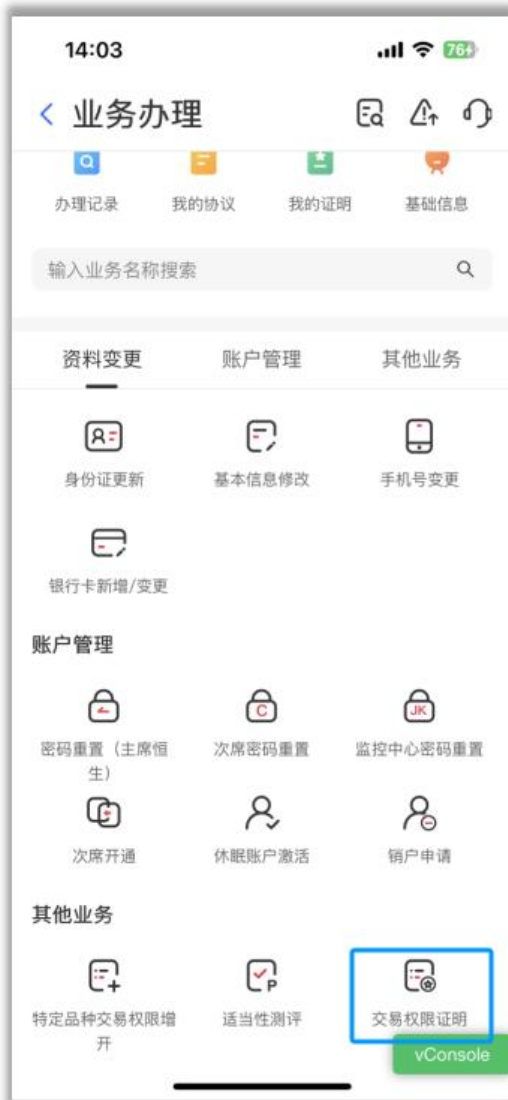 14:03
76
业务办理
办理记录
我的协议
我的证明
基础信息
输入业务名称搜索
资料变更
账户管理
其他业务
身份证更新
基本信息修改
手机号变更
银行卡新增/变更
账户管理
C
JK
密码重置（主席恒
生）
次席密码重置
监控中心密码重置
次席开通
休眠账户激活
销户申请
其他业务
P
特定品种交易权限增
开
适当性测评
交易权限证明
vConsole